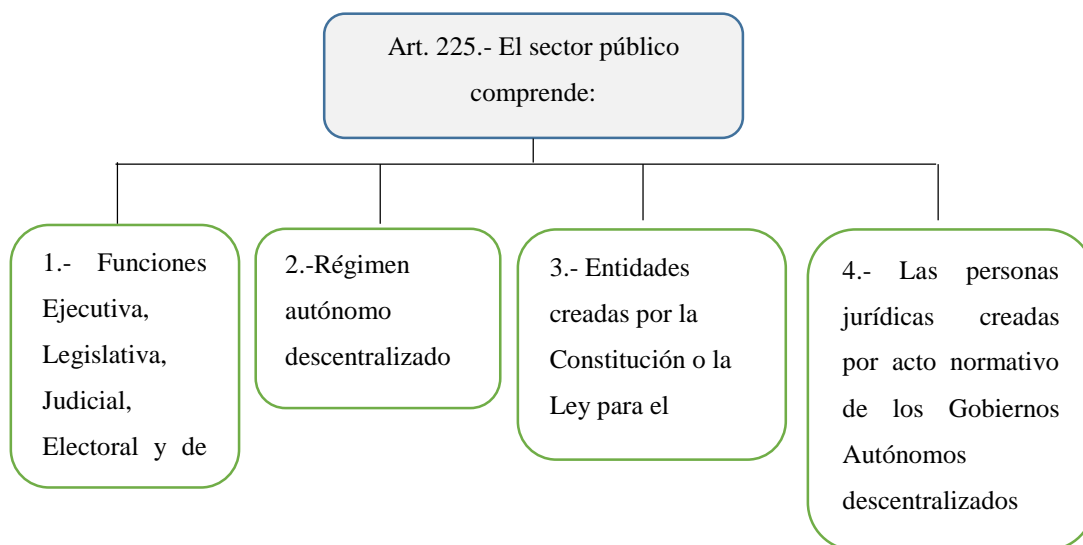 Art. 225.- El sector público
comprende:
1.- Funciones
Ejecutiva,
Legislativa,
Judicial,
Electoral y de
2.-Régimen
autónomo
descentralizado
3.- Entidades
creadas por la
Constitución o la
Ley para el
4.- Las personas
jurídicas creadas
por acto normativo
de los Gobiernos
Autónomos
descentralizados